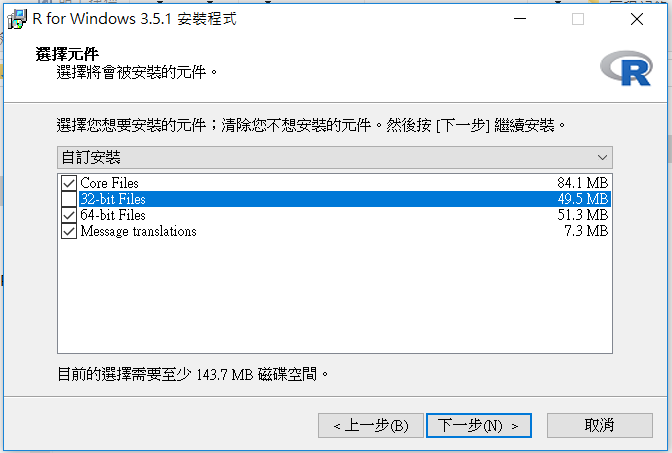 R for Windows 3.5.1 安裝程式
選擇元件
選擇將會被安裝的元件。
R
選擇您想要安裝的元件；清除您不想安裝的元件。然後按 [下一步] 繼續安裝。
自訂安裝
Core Files 84.1 MB
32-bit Files 49.5 MB
64-bit Files 51.3 MB
Message translations 7.3 MB
目前的選擇需要至少 143.7 MB 磁碟空間。
< 上一步(B) 下一步(N) > 取消